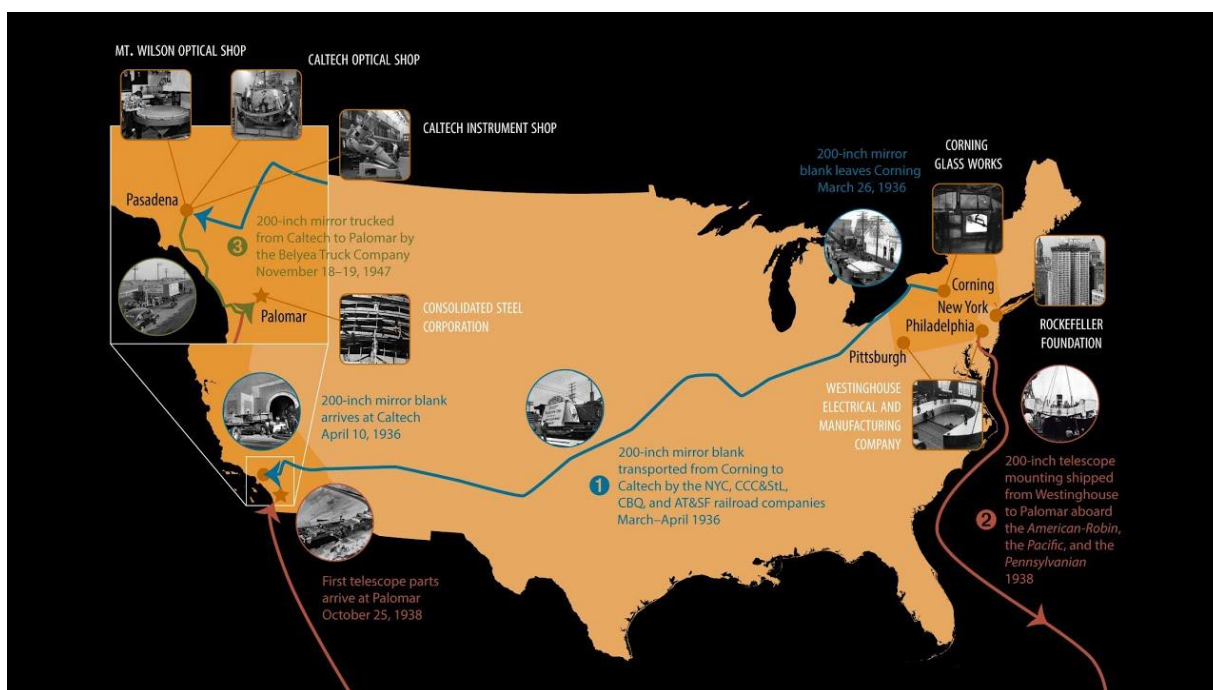 MT. WILSON OPTICAL SHOP
CALTECH OPTICAL SHOP
CALTECH INSTRUMENT SHOP
Pasadena
3
200-inch mirror trucked
from Caltech to Palomar by
the Belyea Truck Company
November 18–19, 1947
Palomar
CONSOLIDATED STEEL
CORPORATION
200-inch mirror
blank leaves Corning
March 26, 1936
CORNING
GLASS WORKS
Corning
New York
Philadelphia
Pittsburgh
ROCKEFELLER
FOUNDATION
WESTINGHOUSE
ELECTRICAL AND
MANUFACTURING
COMPANY
200-inch mirror blank
arrives at Caltech
April 10, 1936
1
200-inch mirror blank
transported from Corning to
Caltech by the NYC, CCC&StL,
CBQ, and AT&SF railroad companies
March–April 1936
2
200-inch telescope
mounting shipped
from Westinghouse
to Palomar aboard
the American-Robin,
the Pacific, and the
Pennsylvanian
1938
First telescope parts
arrive at Palomar
October 25, 1938